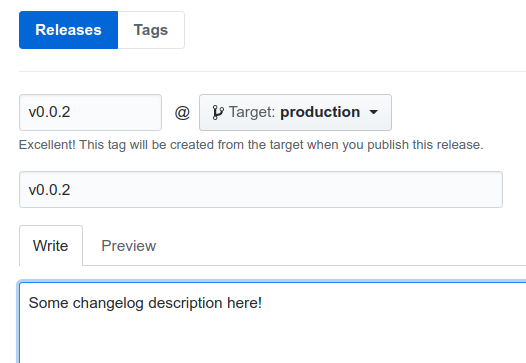 Releases Tags
v0.0.2 @ Target: production
Excellent! This tag will be created from the target when you publish this release.
v0.0.2
Write Preview
Some changelog description here!